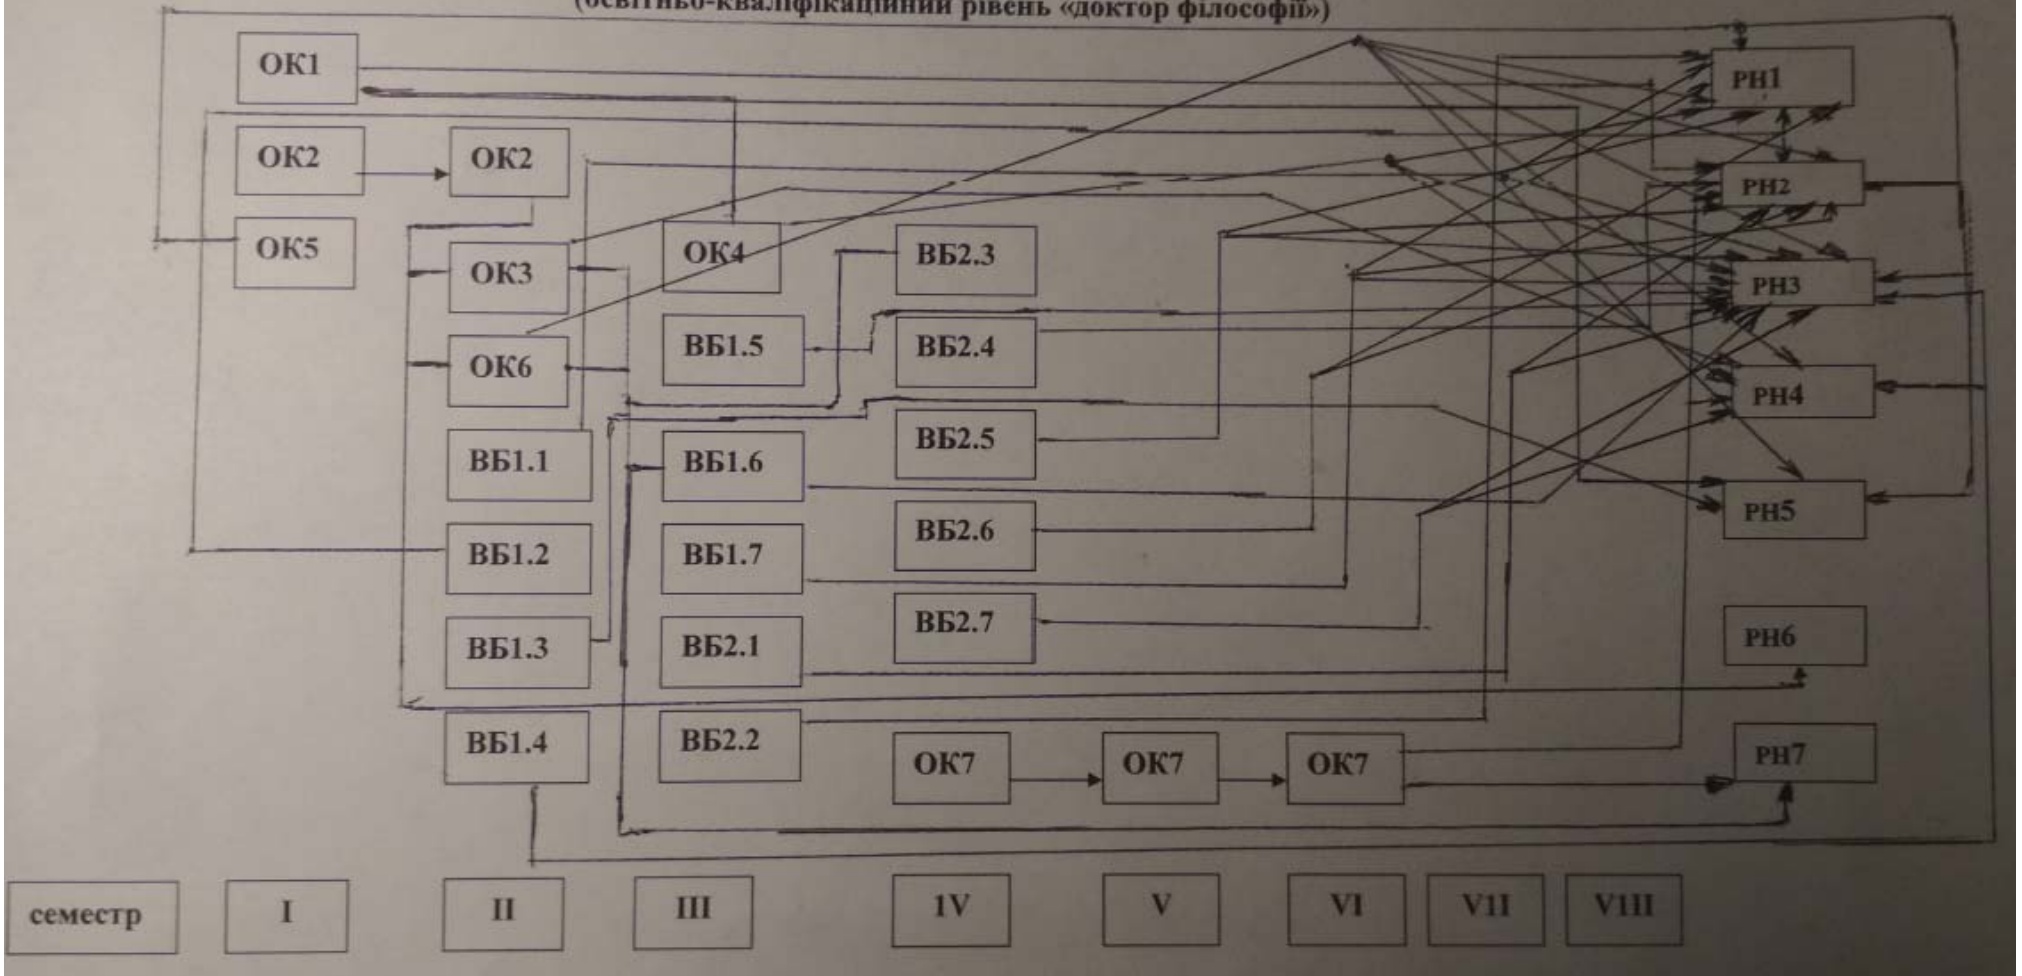 (освітньо-кваліфікаційний рівень «доктор філософії»)
ОК1
РН1
ОК2
ОК2
РН2
ОК5
ОК3
ОК4
ВБ2.3
РН3
ОК6
ВБ1.5
ВБ2.4
РН4
ВБ1.1
ВБ1.6
ВБ2.5
РН5
ВБ1.2
ВБ1.7
ВБ2.6
ВБ1.3
ВБ2.1
ВБ2.7
РН6
ВБ1.4
ВБ2.2
ОК7
ОК7
ОК7
РН7
семестр
I
II
III
1V
V
VI
V1I
V1II